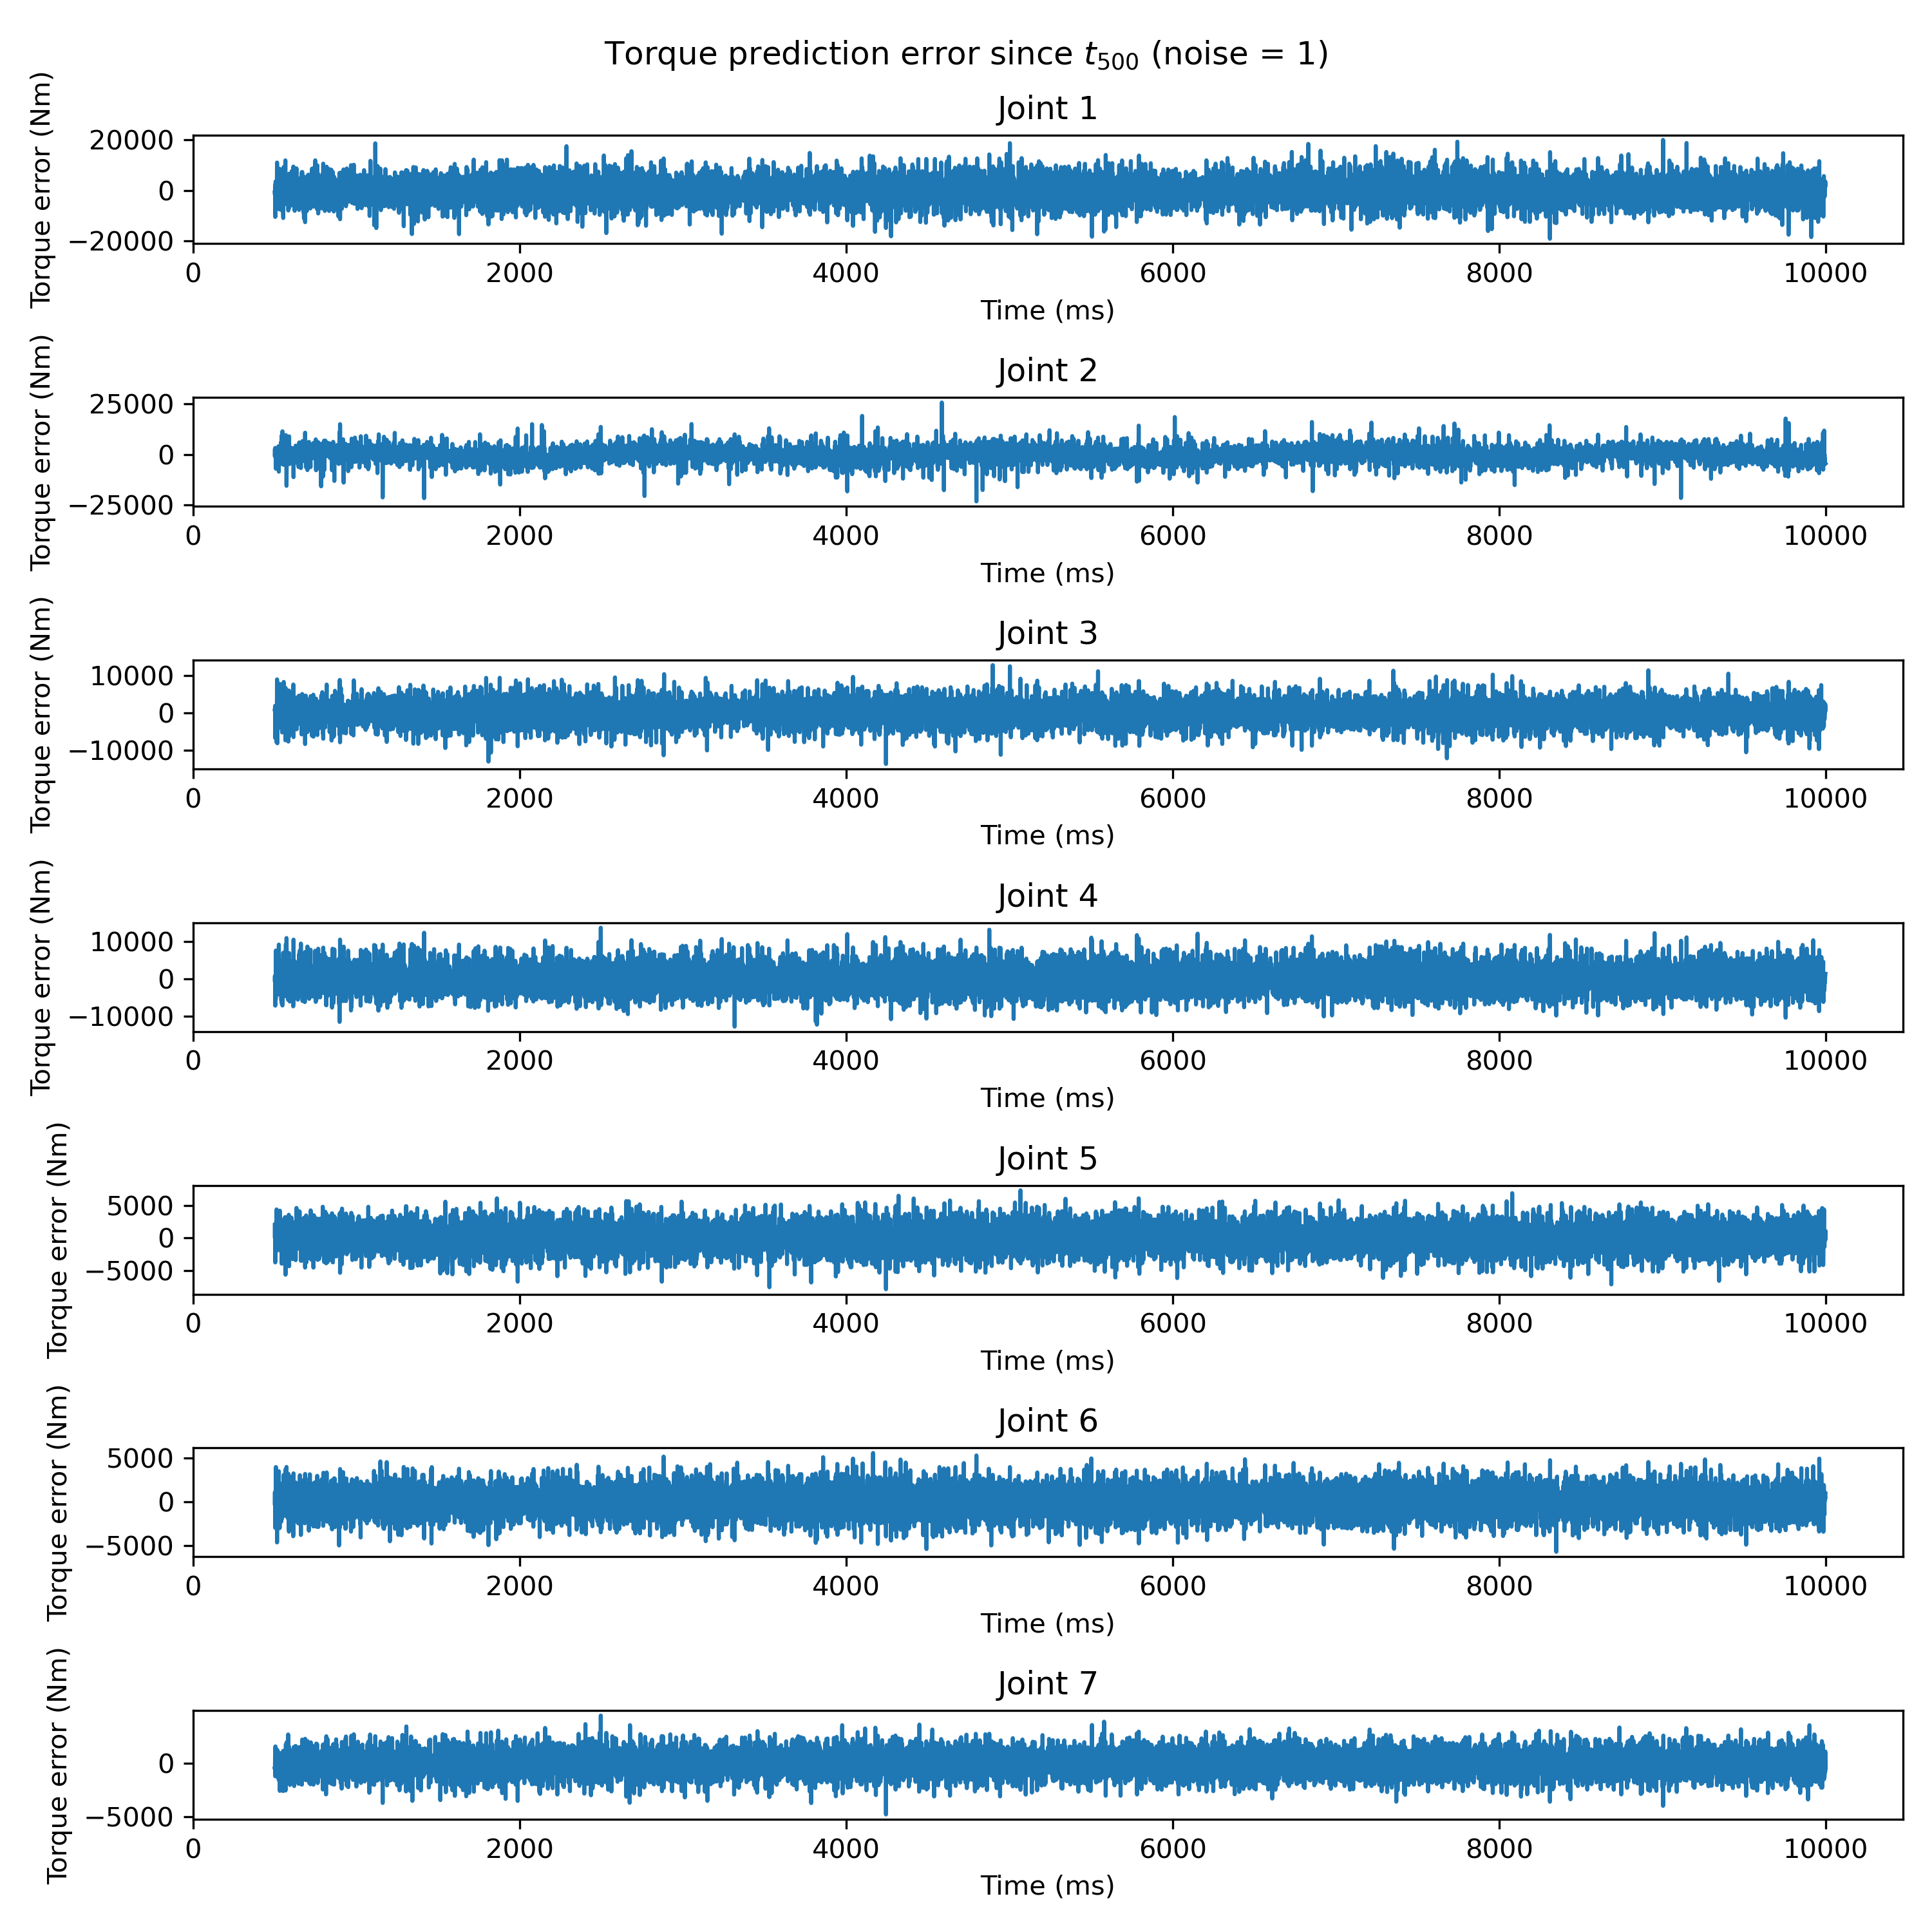 Torque prediction error since t₅₀₀ (noise = 1)
Joint 1
Torque error (Nm)
20000
0
−20000
0 2000 4000 6000 8000 10000
Time (ms)
Joint 2
Torque error (Nm)
25000
0
−25000
0 2000 4000 6000 8000 10000
Time (ms)
Joint 3
Torque error (Nm)
10000
0
−10000
0 2000 4000 6000 8000 10000
Time (ms)
Joint 4
Torque error (Nm)
10000
0
−10000
0 2000 4000 6000 8000 10000
Time (ms)
Joint 5
Torque error (Nm)
5000
0
−5000
0 2000 4000 6000 8000 10000
Time (ms)
Joint 6
Torque error (Nm)
5000
0
−5000
0 2000 4000 6000 8000 10000
Time (ms)
Joint 7
Torque error (Nm)
0
−5000
0 2000 4000 6000 8000 10000
Time (ms)